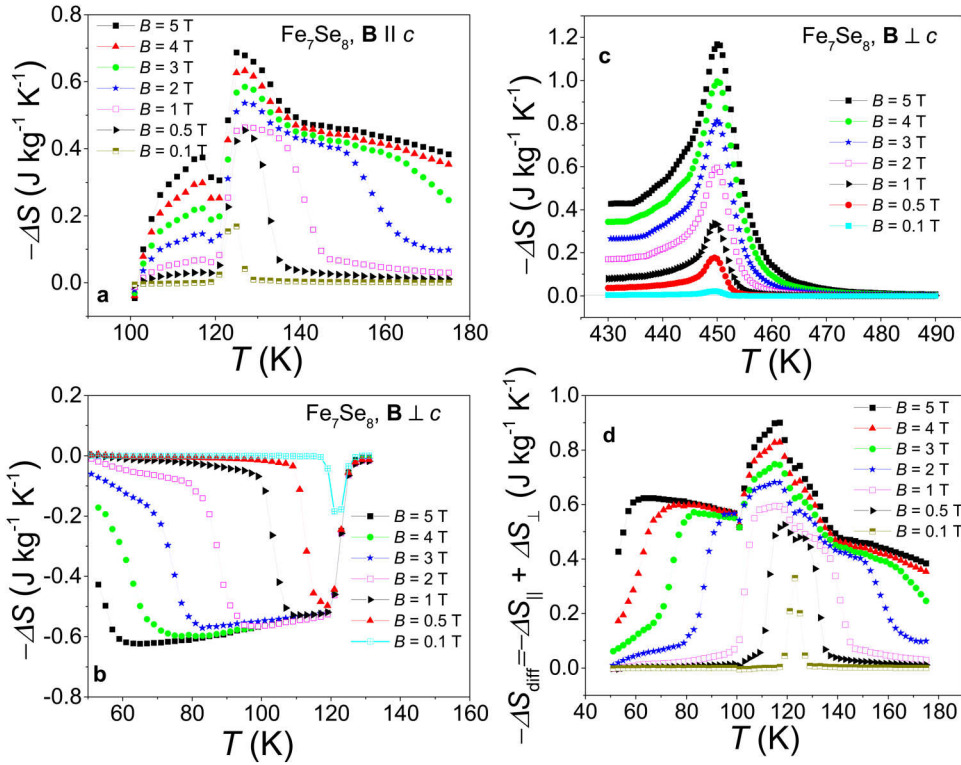 Fe7Se8, B || c
B = 5 T
B = 4 T
B = 3 T
B = 2 T
B = 1 T
B = 0.5 T
B = 0.1 T
0.8
0.6
0.4
0.2
0.0
−ΔS (J kg-1 K-1)
a
100 120 140 160 180
T (K)
Fe7Se8, B ⊥ c
c
B = 5 T
B = 4 T
B = 3 T
B = 2 T
B = 1 T
B = 0.5 T
B = 0.1 T
1.2
1.0
0.8
0.6
0.4
0.2
0.0
−ΔS (J kg-1 K-1)
430 440 450 460 470 480 490
T (K)
Fe7Se8, B ⊥ c
0.2
0.0
-0.2
-0.4
-0.6
-0.8
−ΔS (J kg-1 K-1)
B = 5 T
B = 4 T
B = 3 T
B = 2 T
B = 1 T
B = 0.5 T
B = 0.1 T
b
60 80 100 120 140 160
T (K)
d
B = 5 T
B = 4 T
B = 3 T
B = 2 T
B = 1 T
B = 0.5 T
B = 0.1 T
1.0
0.8
0.6
0.4
0.2
0.0
−ΔSdiff=−ΔS|| + ΔS⊥ (J kg-1 K-1)
40 60 80 100 120 140 160 180
T (K)